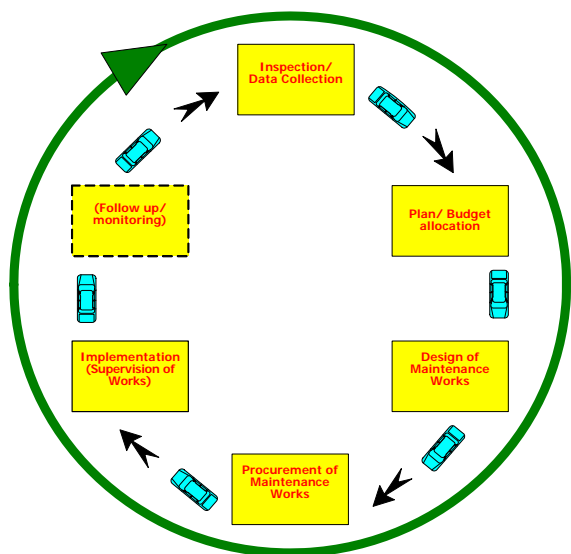 Inspection/
Data Collection
Plan/ Budget
allocation
Design of
Maintenance
Works
Procurement of
Maintenance
Works
Implementation
(Supervision of
Works)
(Follow up/
monitoring)